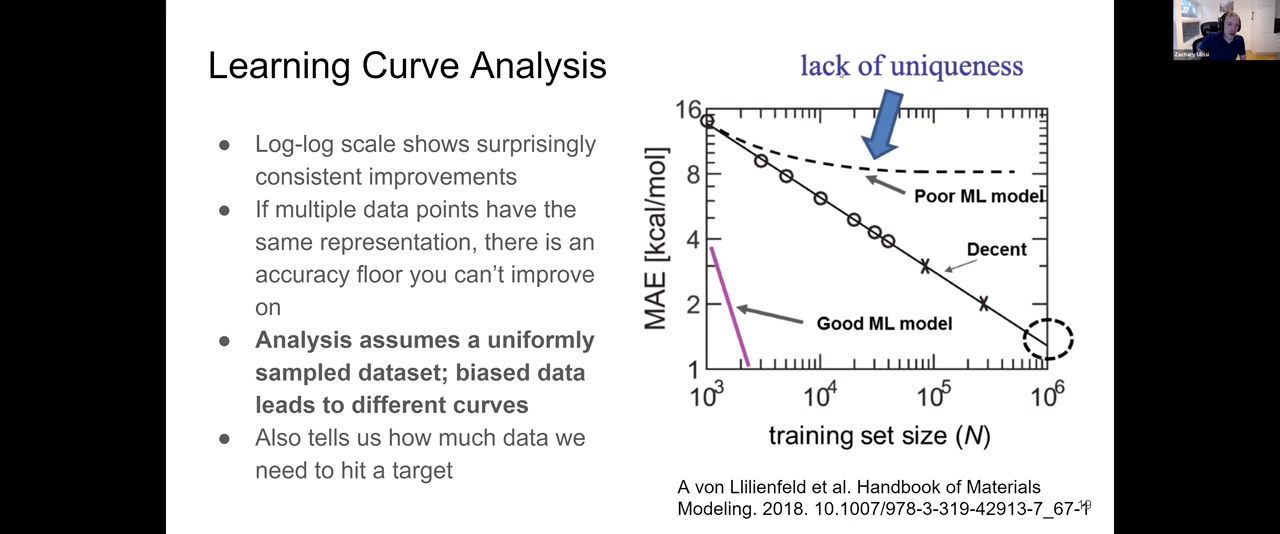 Learning Curve Analysis
● Log-log scale shows surprisingly
consistent improvements
● If multiple data points have the
same representation, there is an
accuracy floor you can't improve
on
● Analysis assumes a uniformly
sampled dataset; biased data
leads to different curves
● Also tells us how much data we
need to hit a target
lack of uniqueness
16
8
4
2
1
MAE [kcal/mol]
Poor ML model
Decent
Good ML model
10³
10⁴
10⁵
10⁶
training set size (N)
A von Llilienfeld et al. Handbook of Materials
Modeling. 2018. 10.1007/978-3-319-42913-7_67-1
Zachary Ulissi